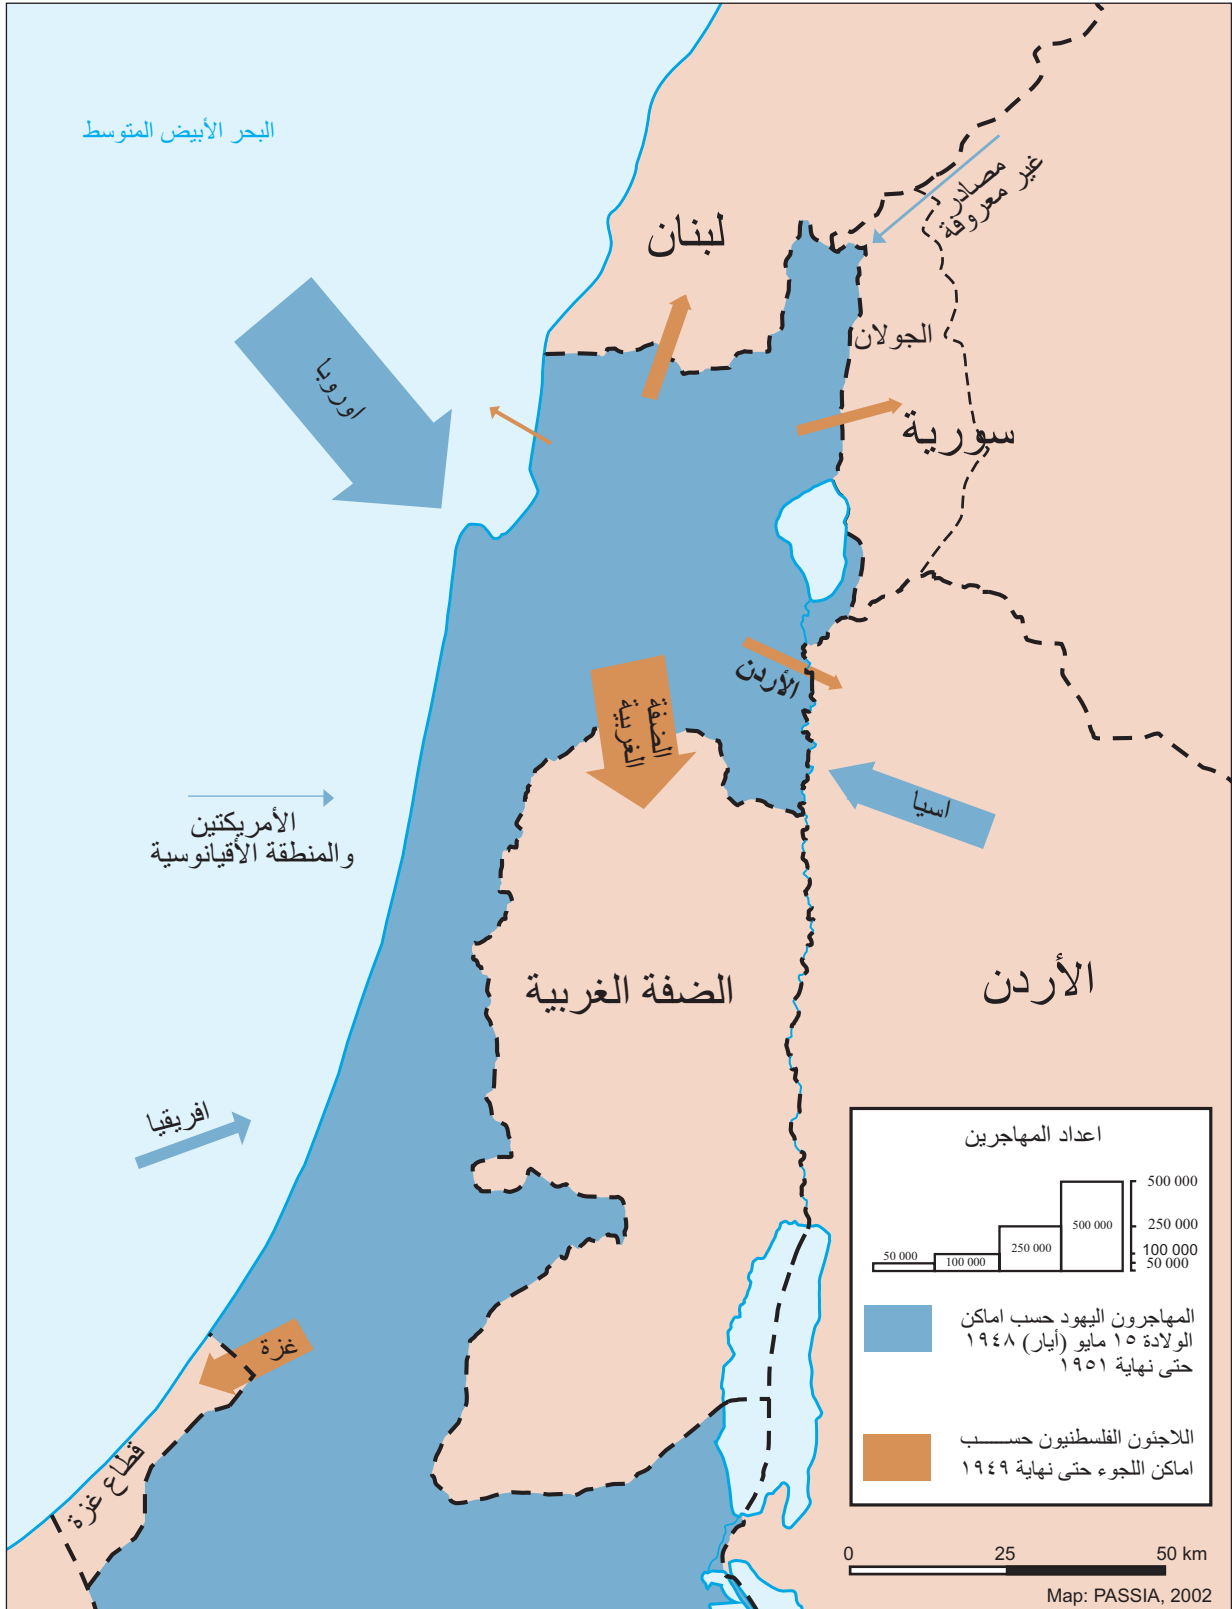 البحر الأبيض المتوسط
مصادر
غير معروفة
لبنان
الجولان
اوروبا
سورية
الأردن
الضفة
الغربية
اسيا
الأمريكتين
والمنطقة الأقيانوسية
الضفة الغربية
الأردن
افريقيا
غزة
قطاع غزة
اعداد المهاجرين
500 000
250 000
100 000
50 000
50 000
100 000
250 000
500 000
المهاجرون اليهود حسب اماكن
الولادة ١٥ مايو (أيار) ١٩٤٨
حتى نهاية ١٩٥١
اللاجئون الفلسطنيون حســـــب
اماكن اللجوء حتى نهاية ١٩٤٩
0 25 50 km
Map: PASSIA, 2002